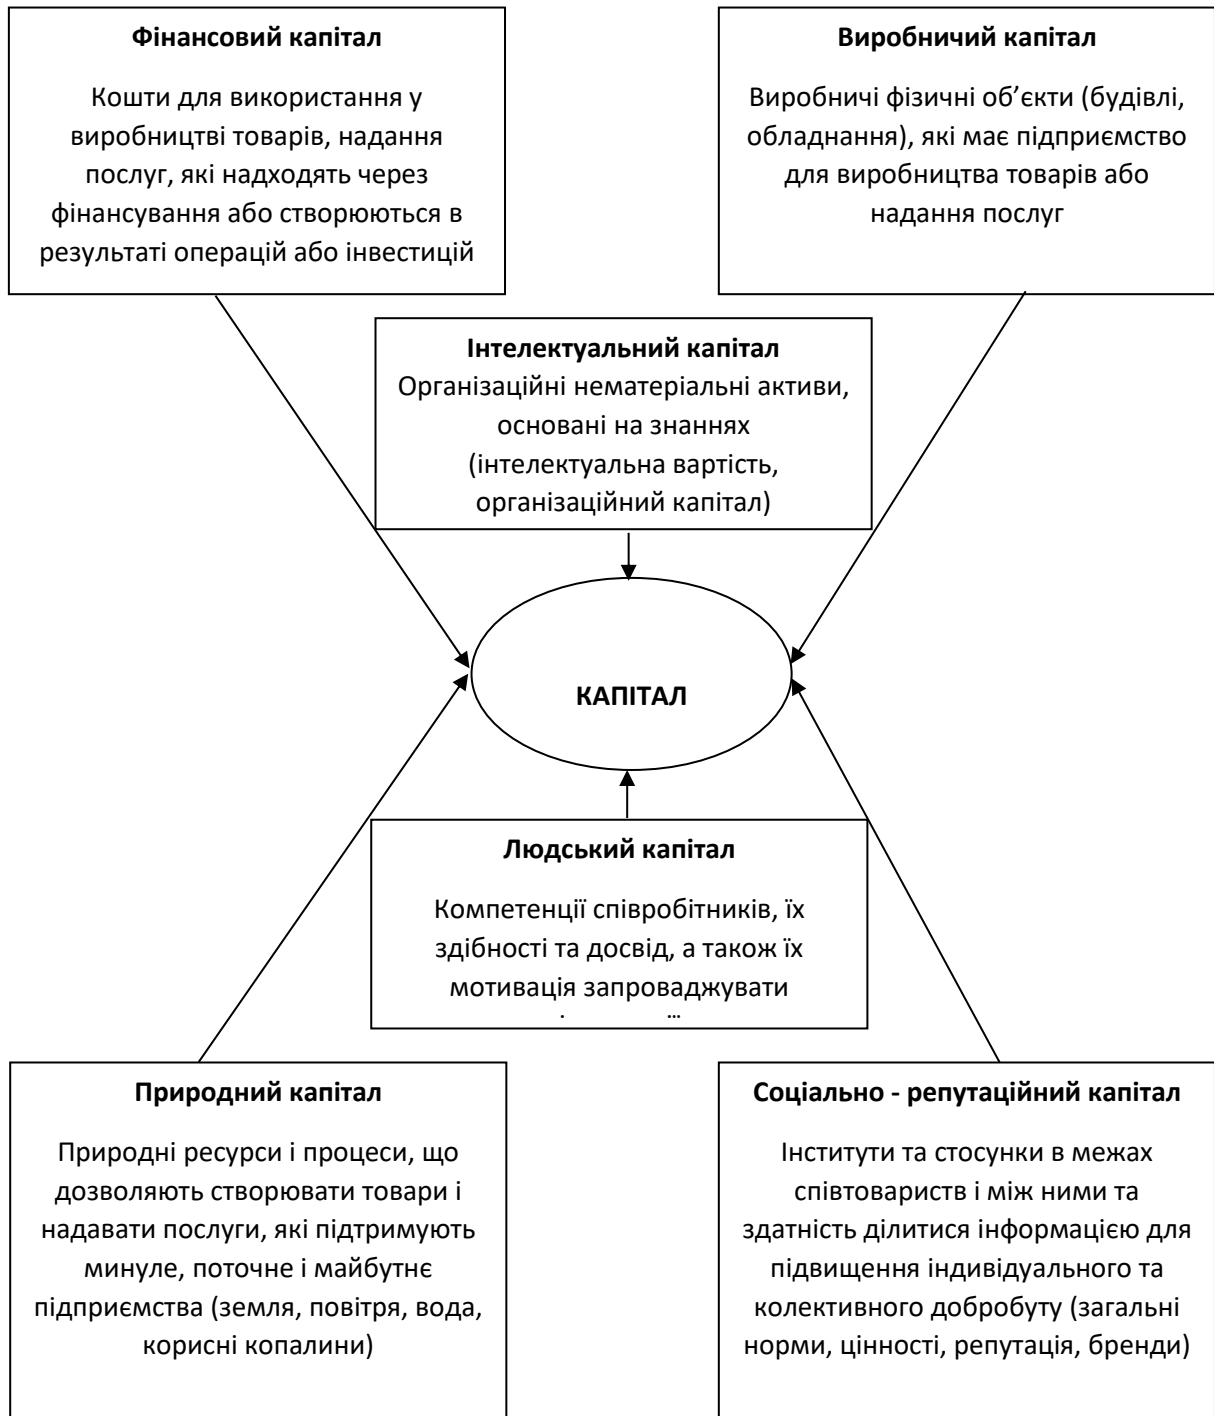 Фінансовий капітал
Кошти для використання у
виробництві товарів, надання
послуг, які надходять через
фінансування або створюються в
результаті операцій або інвестицій
Виробничий капітал
Виробничі фізичні об’єкти (будівлі,
обладнання), які має підприємство
для виробництва товарів або
надання послуг
Інтелектуальний капітал
Організаційні нематеріальні активи,
основані на знаннях
(інтелектуальна вартість,
організаційний капітал)
КАПІТАЛ
Людський капітал
Компетенції співробітників, їх
здібності та досвід, а також їх
мотивація запроваджувати
Природний капітал
Природні ресурси і процеси, що
дозволяють створювати товари і
надавати послуги, які підтримують
минуле, поточне і майбутнє
підприємства (земля, повітря, вода,
корисні копалини)
Соціально - репутаційний капітал
Інститути та стосунки в межах
співтовариств і між ними та
здатність ділитися інформацією для
підвищення індивідуального та
колективного добробуту (загальні
норми, цінності, репутація, бренди)